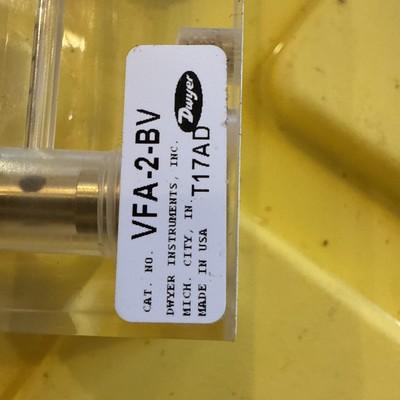 Dwyer
CAT. NO. VFA-2-BV
DWYER INSTRUMENTS, INC.
MICH. CITY, IN. T17AD
MADE IN USA